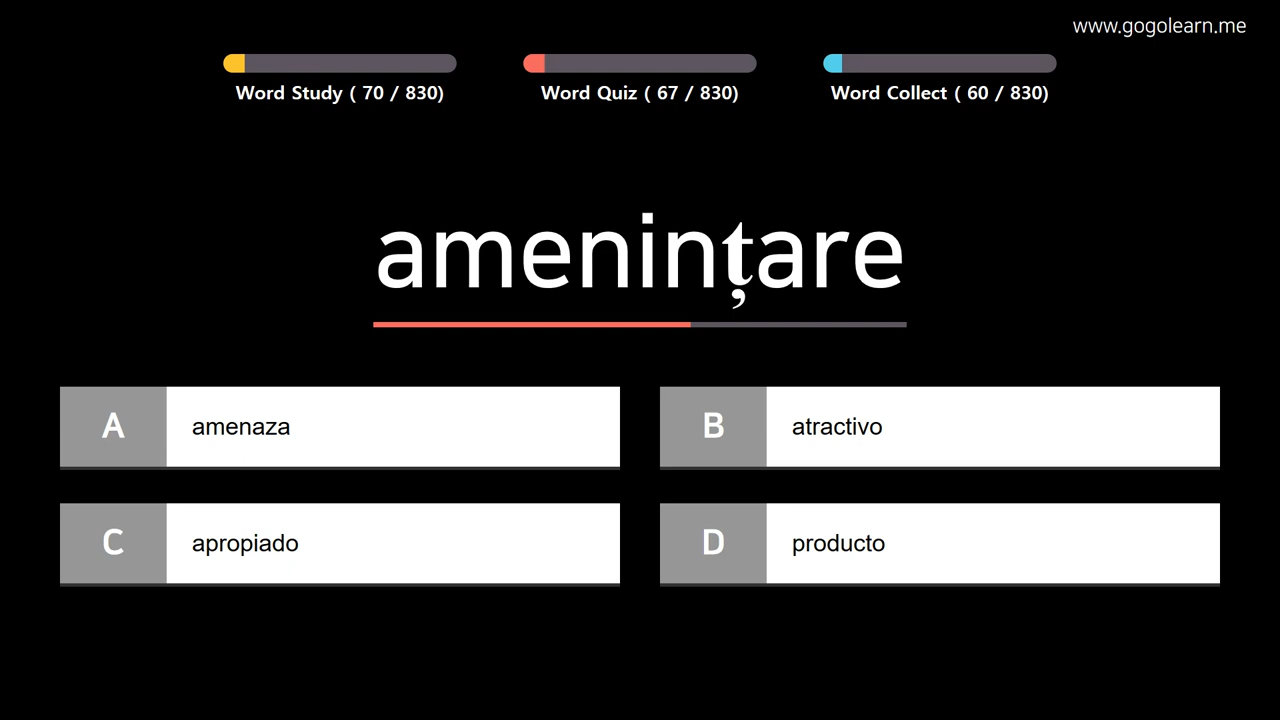 www.gogolearn.me
Word Study ( 70 / 830)
Word Quiz ( 67 / 830)
Word Collect ( 60 / 830)
amenințare
A amenaza
B atractivo
C apropiado
D producto